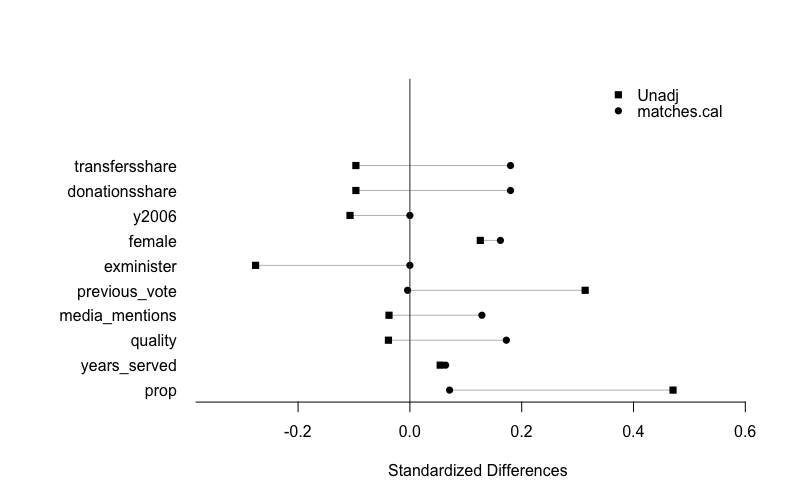 Unadj
matches.cal
transfersshare
donationsshare
y2006
female
exminister
previous_vote
media_mentions
quality
years_served
prop
-0.2 0.0 0.2 0.4 0.6
Standardized Differences